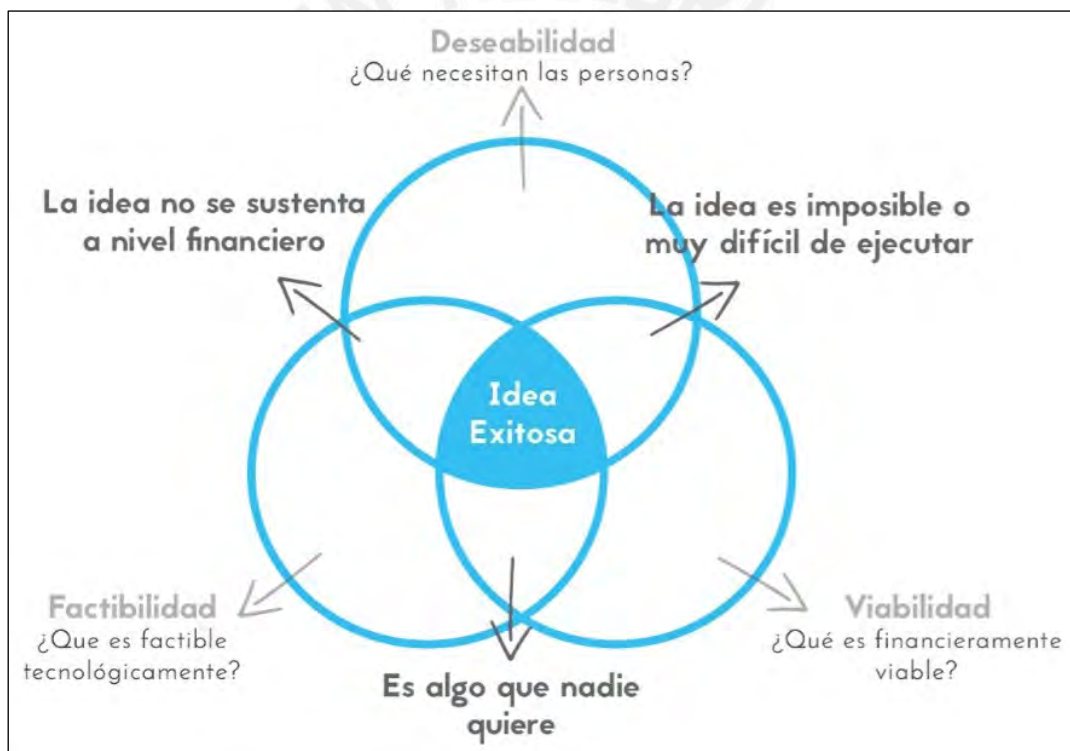 Deseabilidad
¿Qué necesitan las personas?
La idea no se sustenta
a nivel financiero
La idea es imposible o
muy difícil de ejecutar
Idea
Exitosa
Factibilidad
¿Que es factible
tecnológicamente?
Viabilidad
¿Qué es financieramente
viable?
Es algo que nadie
quiere